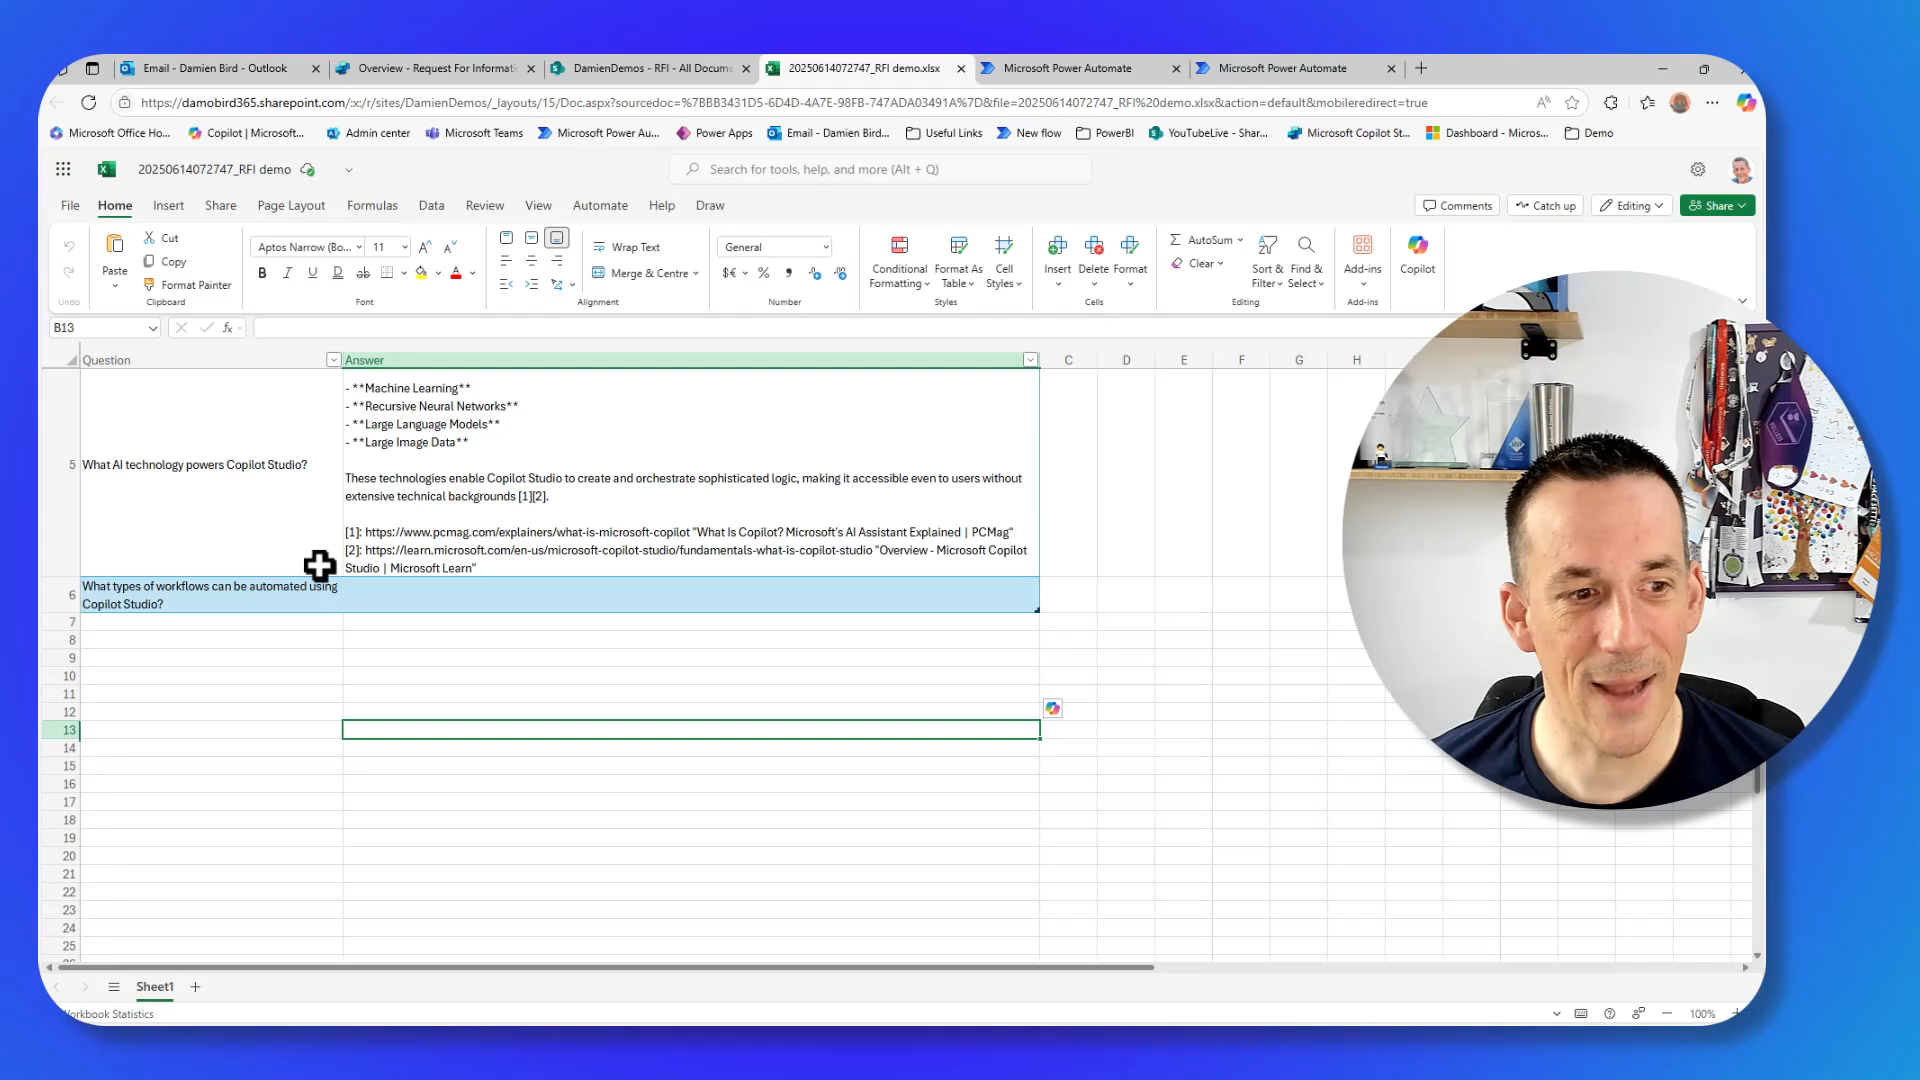 Email - Damien Bird - Outlook
Overview - Request For Informati
DamienDemos - RFI - All Docume
20250614072747_RFI demo.xlsx
Microsoft Power Automate
Microsoft Power Automate
https://damobird365.sharepoint.com/:x:/r/sites/DamienDemos/_layouts/15/Doc.aspx?sourcedoc=%7BBB3431D5-6D4D-4A7E-98FB-747ADA03491A%7D&file=20250614072747_RFI%20demo.xlsx&action=default&mobileredirect=true
Microsoft Office Ho...
Copilot | Microsoft...
Admin center
Microsoft Teams
Microsoft Power Au...
Power Apps
Email - Damien Bird...
Useful Links
New flow
PowerBI
YouTubeLive - Shar...
Microsoft Copilot St...
Dashboard - Micros...
Demo
20250614072747_RFI demo
Search for tools, help, and more (Alt + Q)
File
Home
Insert
Share
Page Layout
Formulas
Data
Review
View
Automate
Help
Draw
Comments
Catch up
Editing
Share
Paste
Cut
Copy
Format Painter
Undo
Clipboard
Aptos Narrow (Bo...
11
Font
Wrap Text
Merge & Centre
Alignment
General
Number
Conditional
Formatting
Format As
Table
Cell
Styles
Styles
Insert
Delete
Format
Cells
AutoSum
Clear
Sort &
Filter
Find &
Select
Editing
Add-ins
Add-ins
Copilot
B13
fx
Question
Answer
C D E F G H
5
What AI technology powers Copilot Studio?
- **Machine Learning**
- **Recursive Neural Networks**
- **Large Language Models**
- **Large Image Data**
These technologies enable Copilot Studio to create and orchestrate sophisticated logic, making it accessible even to users without
extensive technical backgrounds [1][2].
[1]: https://www.pcmag.com/explainers/what-is-microsoft-copilot "What Is Copilot? Microsoft's AI Assistant Explained | PCMag"
[2]: https://learn.microsoft.com/en-us/microsoft-copilot-studio/fundamentals-what-is-copilot-studio "Overview - Microsoft Copilot
Studio | Microsoft Learn"
6
What types of workflows can be automated using
Copilot Studio?
7
8
9
10
11
12
13
14
15
16
17
18
19
20
21
22
23
24
25
Sheet1
Workbook Statistics
100%